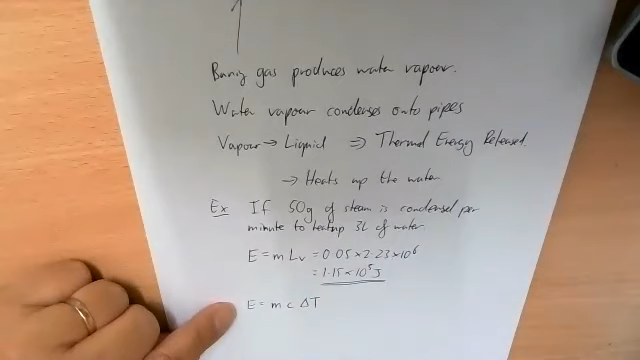 Burning gas produces water vapour.
Water vapour condenses onto pipes
Vapour → Liquid ⇒ Thermal Energy Released.
→ Heats up the water
Ex If 50g of steam is condensed per
minute to heatup 3L of water
E = m Lv = 0.05 × 2.23 × 10⁶
= 1.15 × 10⁵ J
E = m c ΔT